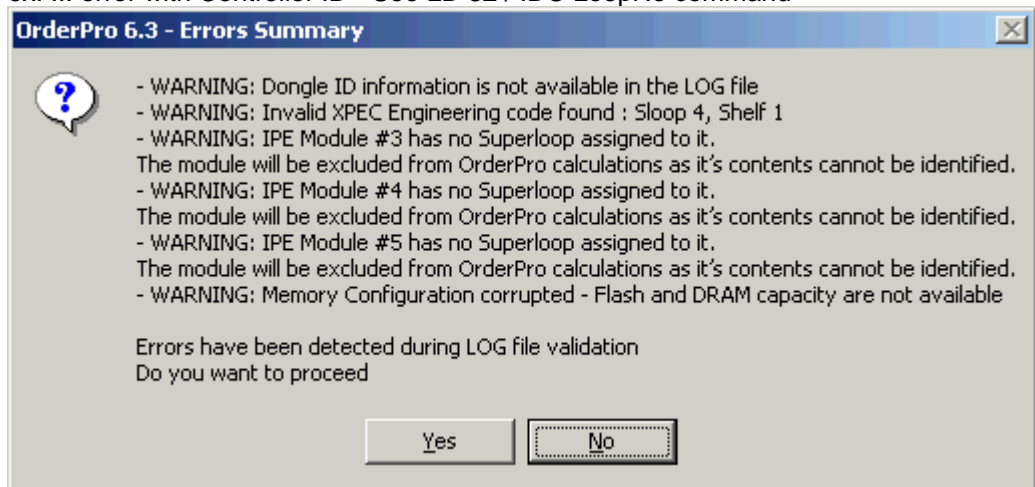 OrderPro 6.3 - Errors Summary
- WARNING: Dongle ID information is not available in the LOG file
- WARNING: Invalid XPEC Engineering code found : Sloop 4, Shelf 1
- WARNING: IPE Module #3 has no Superloop assigned to it.
The module will be excluded from OrderPro calculations as it's contents cannot be identified.
- WARNING: IPE Module #4 has no Superloop assigned to it.
The module will be excluded from OrderPro calculations as it's contents cannot be identified.
- WARNING: IPE Module #5 has no Superloop assigned to it.
The module will be excluded from OrderPro calculations as it's contents cannot be identified.
- WARNING: Memory Configuration corrupted - Flash and DRAM capacity are not available
Errors have been detected during LOG file validation
Do you want to proceed
Yes
No